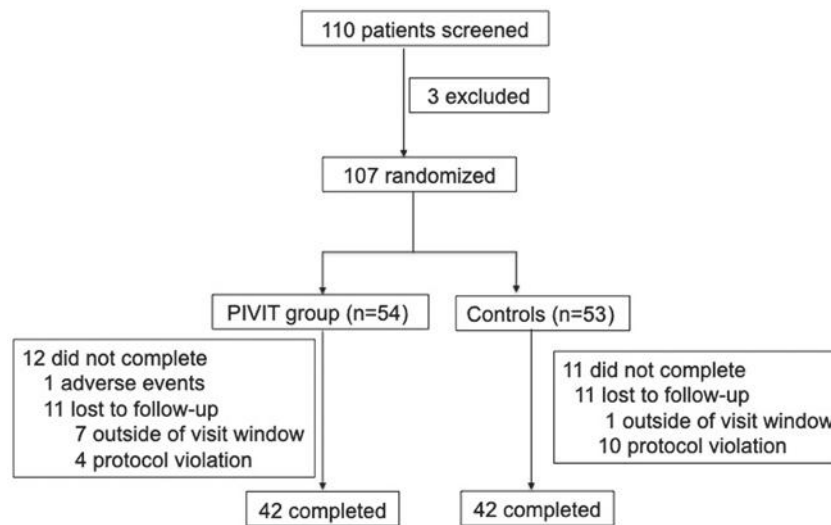 110 patients screened
3 excluded
107 randomized
PIVIT group (n=54)
Controls (n=53)
12 did not complete
1 adverse events
11 lost to follow-up
7 outside of visit window
4 protocol violation
11 did not complete
11 lost to follow-up
1 outside of visit window
10 protocol violation
42 completed
42 completed